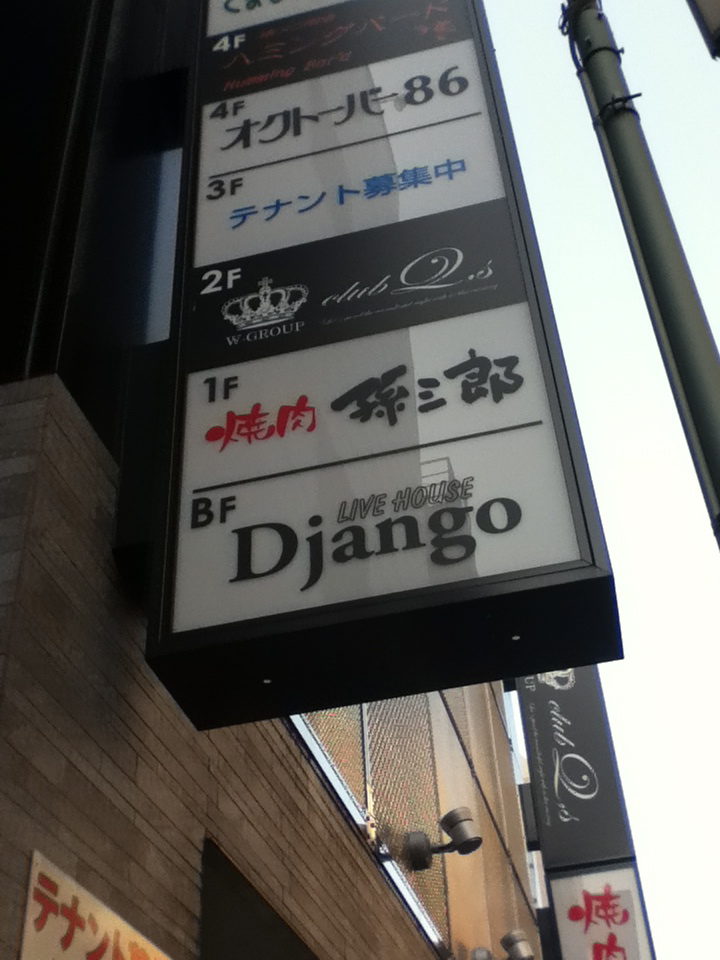 4F
ハミングバード
Humming Bar'd
4F
オクトーバー86
3F
テナント募集中
2F
W-GROUP
club Q.s
1F
焼肉 孫三郎
BF
LIVE HOUSE
Django
club Q.s
焼肉
テナント募